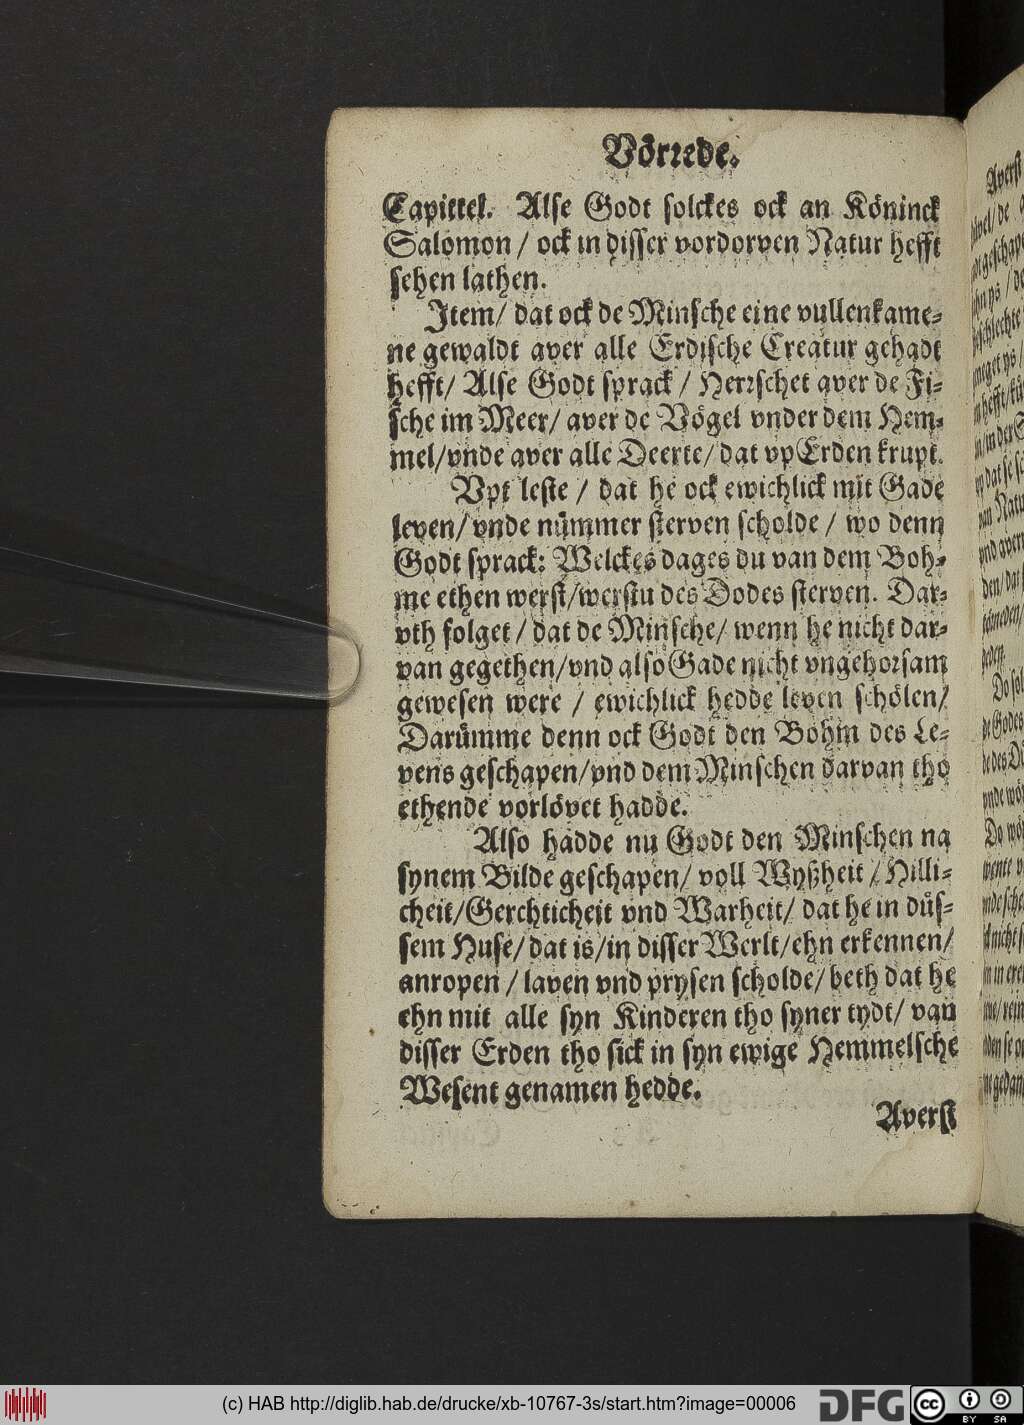 Vörrede.
Capittel. Alse Godt solckes ock an Köninck
Salomon / ock in disser vordorven Natur hefft
sehen lathen.
Item/ dat ock de Minsche eine vullenkame-
ne gewaldt aver alle Erdische Creatur gehadt
hefft/ Alse Godt sprack / Herrschet aver de Fi-
sche im Meer/ aver de Vögel vnder dem Hem-
mel/vnde aver alle Deerte/ dat vp Erden krupt.
Vpt leste / dat he ock ewichlick mit Gade
leven/ vnde nümmer sterven scholde / wo denn
Godt sprack: Welckes dages du van dem Boh-
me ethen werst/werstu des Dodes sterven. Dar-
vth folget / dat de Minsche/ wenn he nicht dar-
van gegethen/vnd also Gade nicht vngehorsam
gewesen were / ewichlick hedde leven schölen/
Darümme denn ock Godt den Bohm des Le-
vens geschapen/vnd dem Minschen darvan tho
ethende vorlövet hadde.
Also hadde nu Godt den Minschen na
synem Bilde geschapen/ voll Wyßheit / Hilli-
cheit/Gerchticheit vnd Warheit/ dat he in düs-
sem Huse/ dat is/in disser Werlt/ehn erkennen/
anropen / laven vnd prysen scholde/ beth dat he
ehn mit alle syn Kinderen tho syner tydt/ van
disser Erden tho sick in syn ewige Hemmelsche
Wesent genamen hedde.
Averst
(c) HAB http://diglib.hab.de/drucke/xb-10767-3s/start.htm?image=00006
DFG
cc BY SA